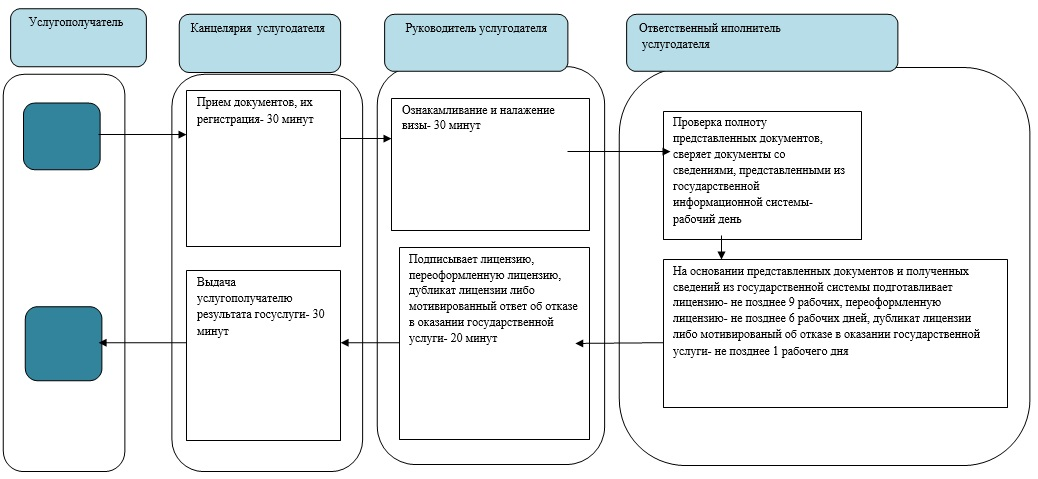 Услугополучатель
Канцелярия услугодателя
Руководитель услугодателя
Ответственный иполнитель
услугодателя
Прием документов, их
регистрация- 30 минут
Ознакамливание и налажение
визы- 30 минут
Проверка полноту
представленных документов,
сверяет документы со
сведениями, представленными из
государственной
информационной системы-
рабочий день
На основании представленных документов и полученных
сведений из государственной системы подготавливает
лицензию- не позднее 9 рабочих, переоформленную
лицензию- не позднее 6 рабочих дней, дубликат лицензии
либо мотивированый об отказе в оказании государственной
услуги- не позднее 1 рабочего дня
Подписывает лицензию,
переоформленную лицензию,
дубликат лицензии либо
мотивированный ответ об отказе
в оказании государственной
услуги- 20 минут
Выдача
услугополучателю
результата госуслуги- 30
минут